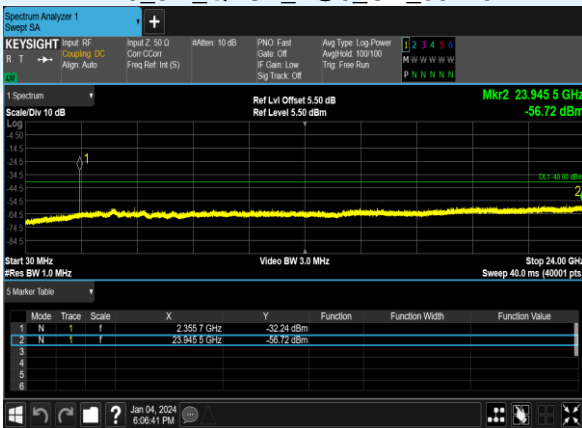 Spectrum Analyzer 1
Swept SA
KEYSIGHT Input: RF Input Z: 50 Ω #Atten: 10 dB PNO: Fast Avg Type: Log-Power 1 2 3 4 5 6
R T Coupling: DC Corr CCorr Gate: Off Avg|Hold: 100/100 M W W W W W
Align: Auto Freq Ref: Int (S) IF Gain: Low Trig: Free Run
LW Sig Track: Off P N N N N N
1 Spectrum Ref Lvl Offset 5.50 dB Mkr2 23.945 5 GHz
Scale/Div 10 dB Ref Level 5.50 dBm -56.72 dBm
Log
-4.50
-14.5
1
-24.5
-34.5
-44.5
2
-54.5
-64.5
-74.5
-84.5
Start 30 MHz Video BW 3.0 MHz Stop 24.00 GHz
#Res BW 1.0 MHz Sweep 40.0 ms (40001 pts
5 Marker Table
Mode Trace Scale X Y Function Function Width Function Value
1 N 1 f 2.355 7 GHz -32.24 dBm
2 N 1 f 23.945 5 GHz -56.72 dBm
3
4
5
6
? Jan 04, 2024
6:06:41 PM